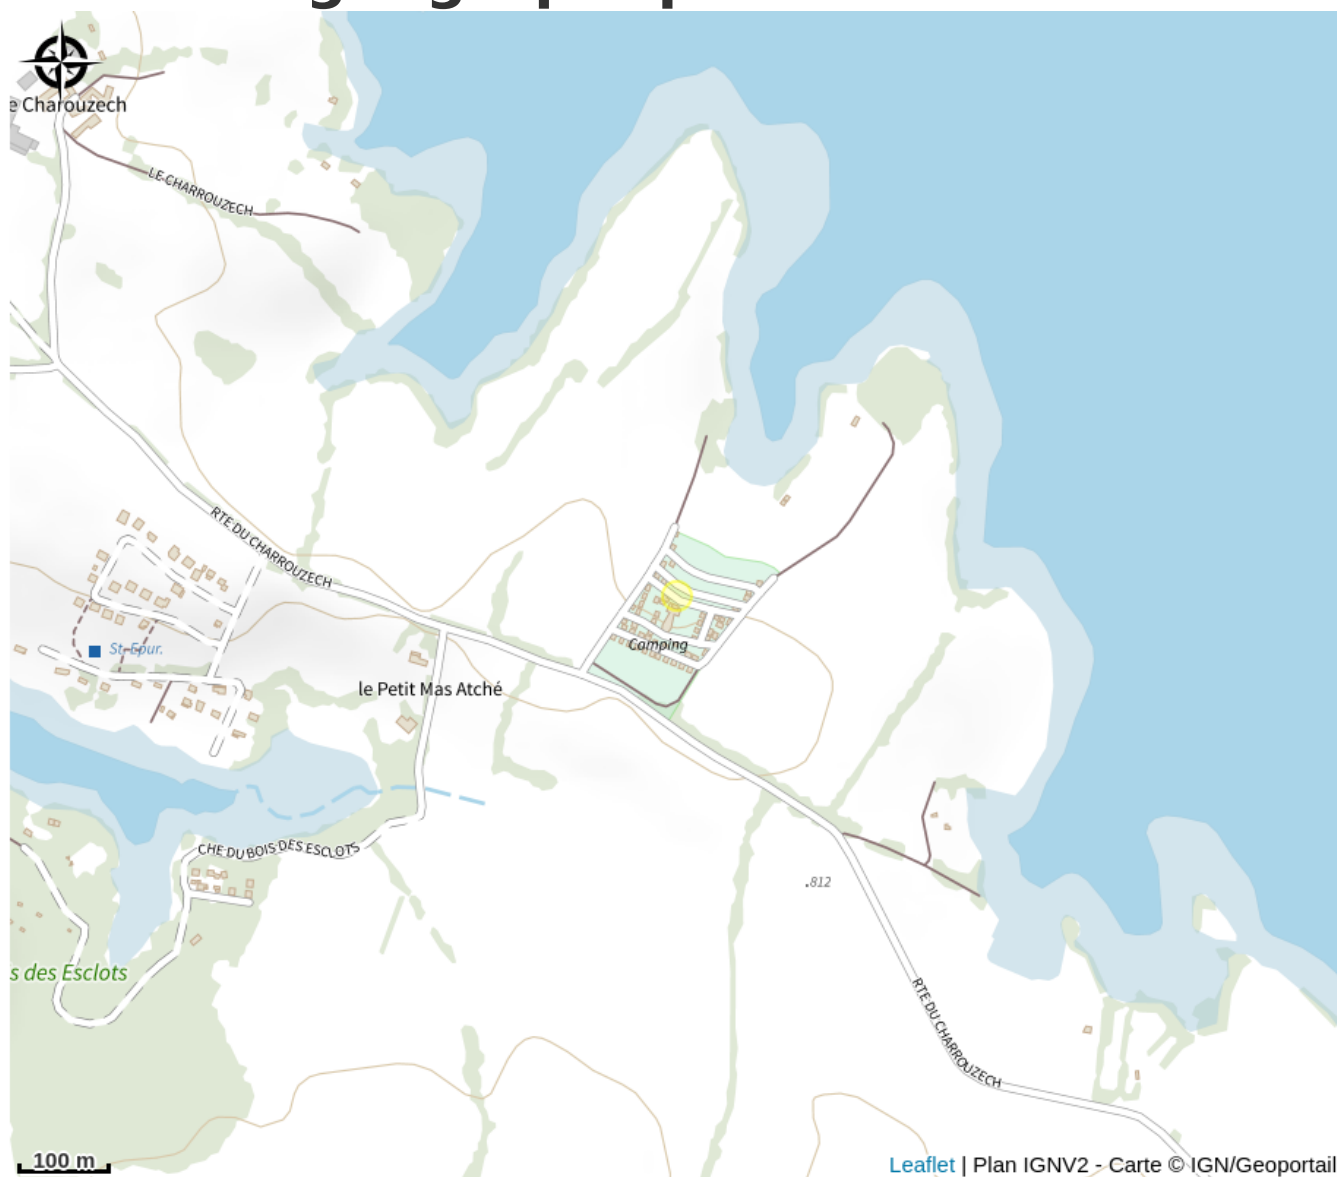 e Charouzech
LE CHARROUZECH
RTE DU CHARROUZECH
St. Epur.
Camping
le Petit Mas Atché
CHE DU BOIS DES ESCLOTS
.812
s des Esclots
RTE DU CHARROUZECH
100 m
Leaflet | Plan IGNV2 - Carte © IGN/Geoportail